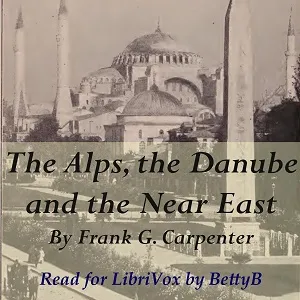 The Alps, the Danube
and the Near East
By Frank G. Carpenter
Read for LibriVox by BettyB